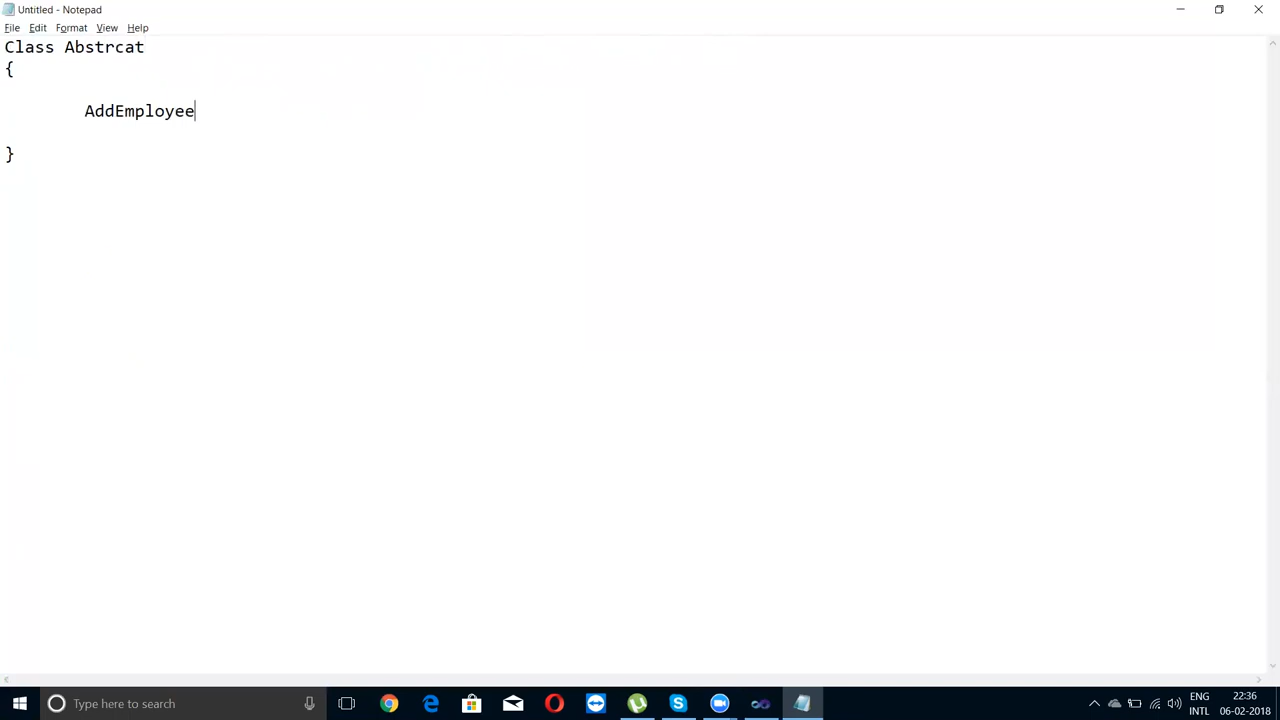 Untitled - Notepad
File Edit Format View Help
Class Abstrcat
{
AddEmployee
}
Type here to search
ENG
INTL
22:36
06-02-2018